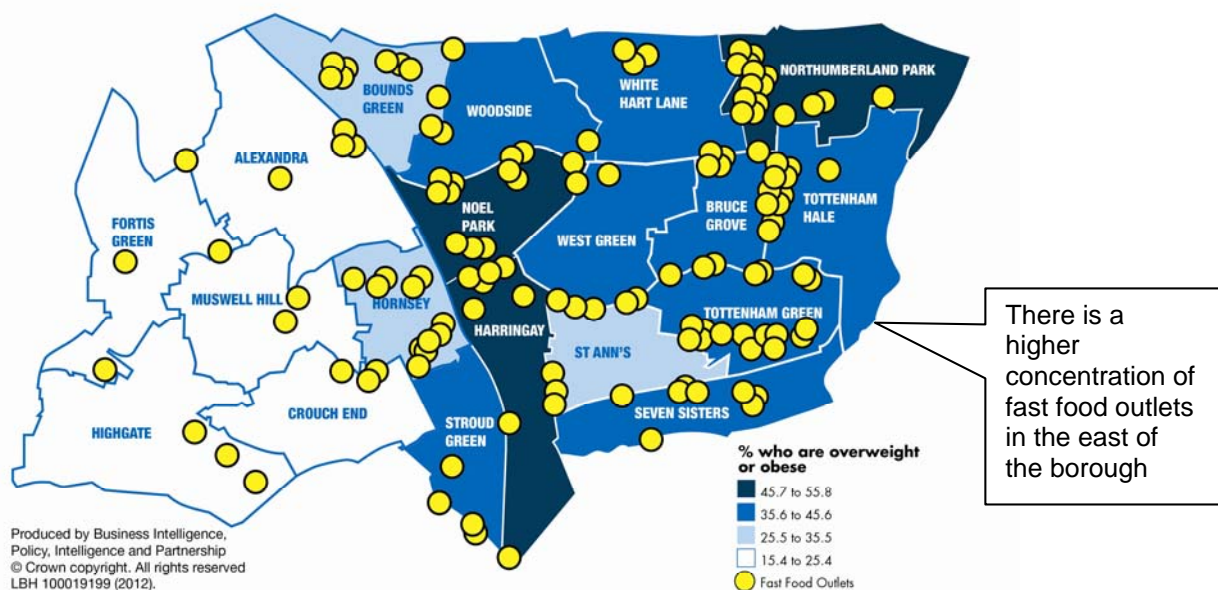 BOUNDS
GREEN
WOODSIDE
WHITE
HART LANE
NORTHUMBERLAND PARK
ALEXANDRA
NOEL
PARK
WEST GREEN
BRUCE
GROVE
TOTTENHAM
HALE
FORTIS
GREEN
MUSWELL HILL
HORNSEY
HARRINGAY
TOTTENHAM GREEN
ST ANN'S
CROUCH END
STROUD
GREEN
SEVEN SISTERS
HIGHGATE
There is a
higher
concentration of
fast food outlets
in the east of
the borough
% who are overweight
or obese
45.7 to 55.8
35.6 to 45.6
25.5 to 35.5
15.4 to 25.4
Fast Food Outlets
Produced by Business Intelligence,
Policy, Intelligence and Partnership
© Crown copyright. All rights reserved
LBH 100019199 (2012).